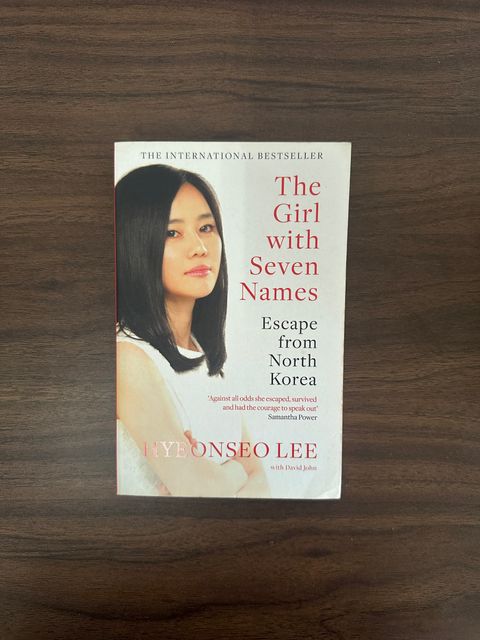 THE INTERNATIONAL BESTSELLER
The
Girl
with
Seven
Names
Escape
from
North
Korea
'Against all odds she escaped, survived
and had the courage to speak out'
Samantha Power
HYEONSEO LEE
with David John